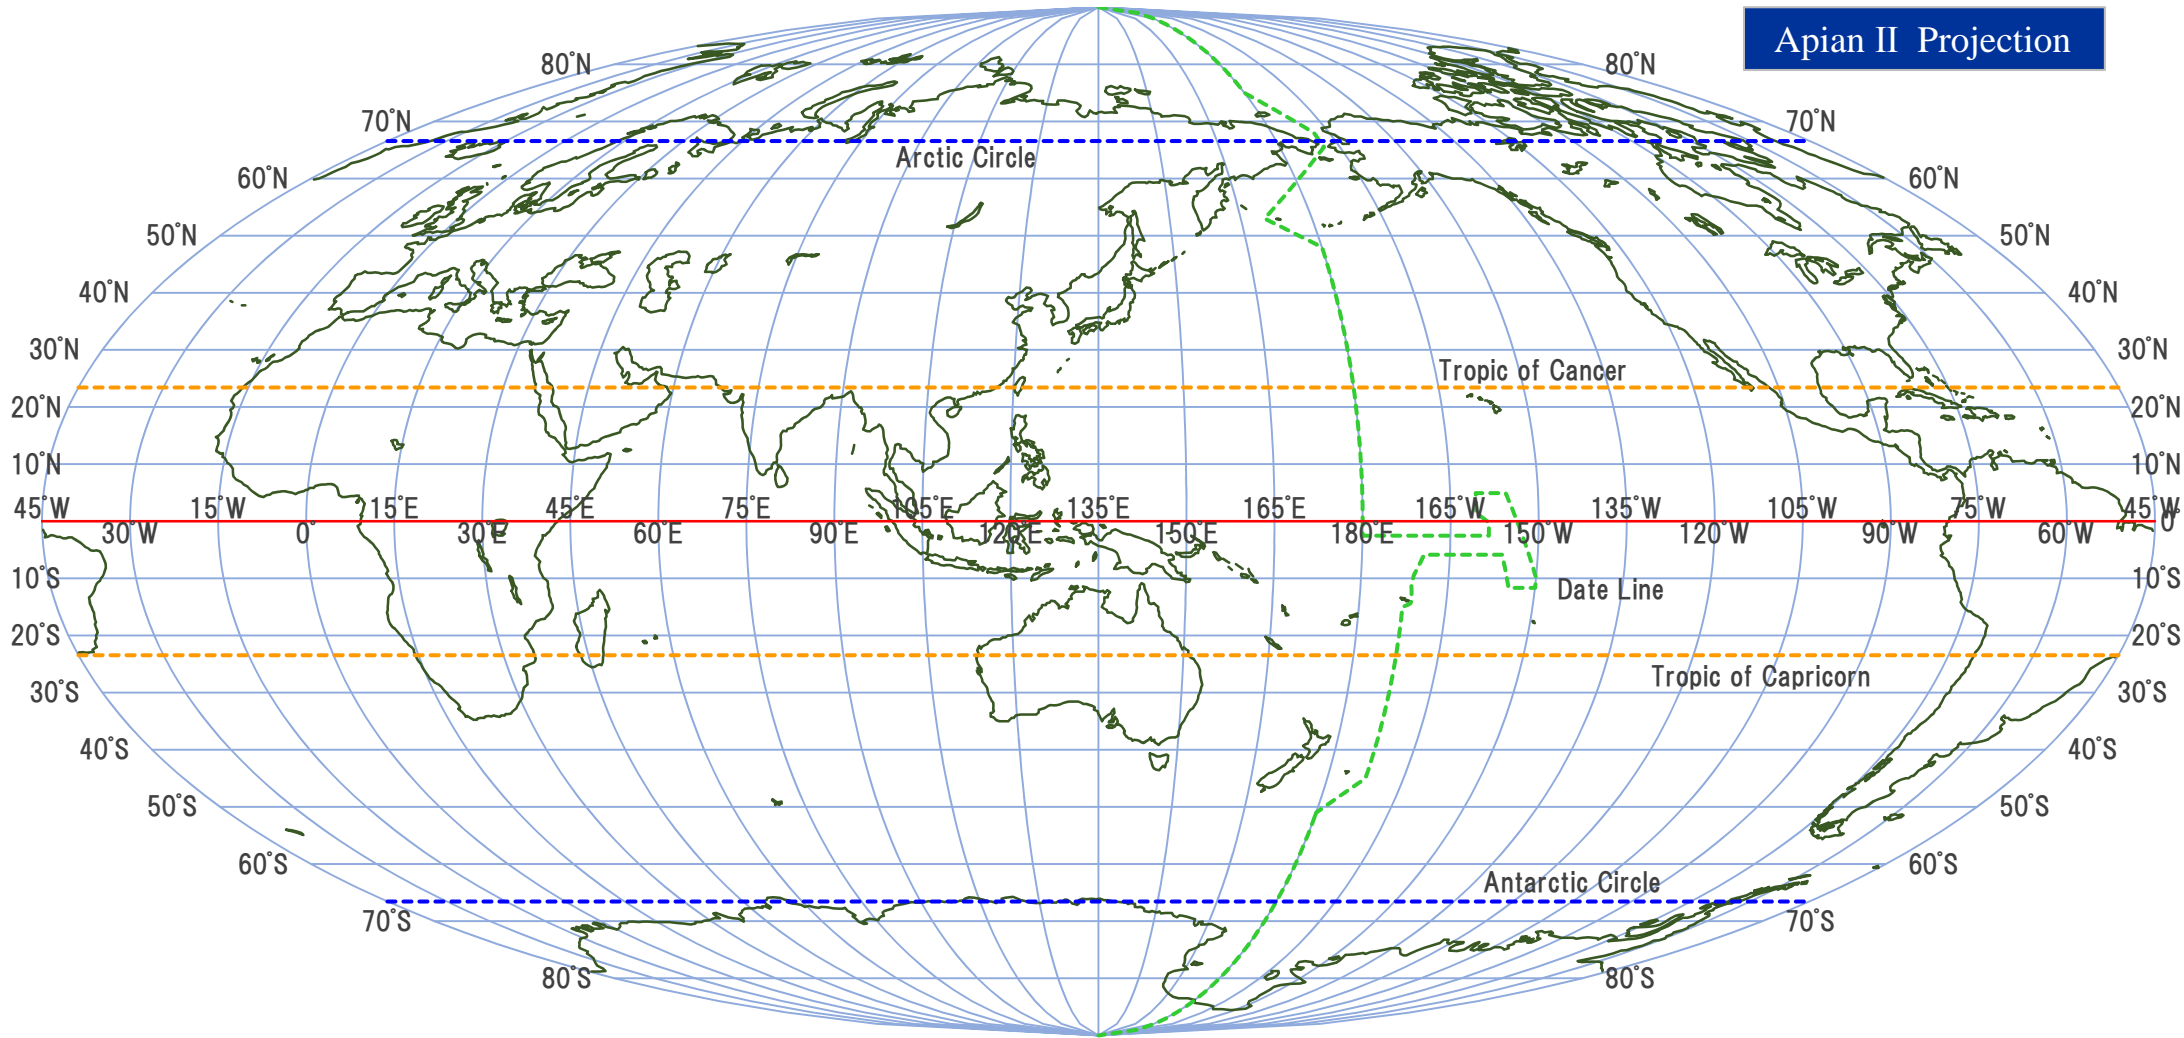 Apian II Projection
80°N 80°N
70°N 70°N
Arctic Circle
60°N 60°N
50°N 50°N
40°N 40°N
30°N 30°N
Tropic of Cancer
20°N 20°N
10°N 10°N
45°W 15°W 15°E 45°E 75°E 105°E 135°E 165°E 165°W 135°W 105°W 75°W 45°W
0°
30°W 0° 30°E 60°E 90°E 120°E 150°E 180°E 150°W 120°W 90°W 60°W
10°S Date Line 10°S
20°S 20°S
Tropic of Capricorn
30°S 30°S
40°S 40°S
50°S 50°S
60°S 60°S
Antarctic Circle
70°S 70°S
80°S 80°S